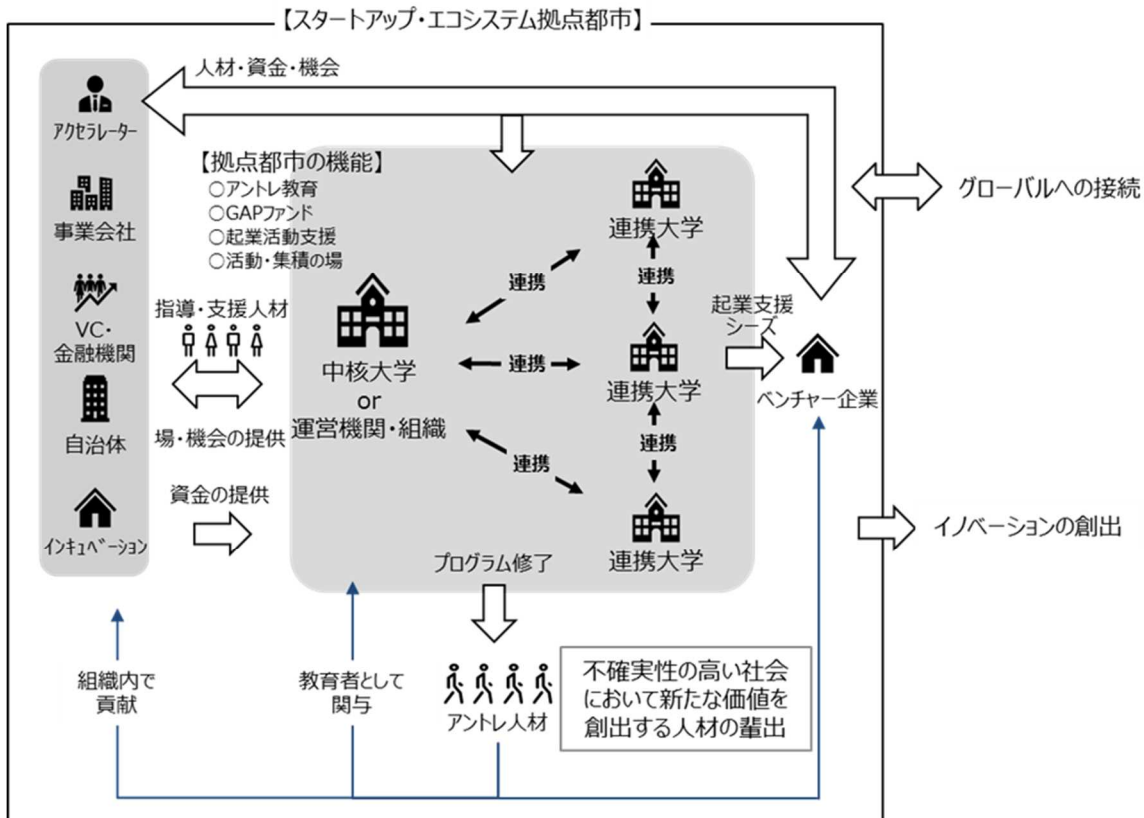 【スタートアップ・エコシステム拠点都市】
人材・資金・機会
アクセラレーター
事業会社
VC・
金融機関
自治体
インキュベーション
【拠点都市の機能】
○アントレ教育
○GAPファンド
○起業活動支援
○活動・集積の場
指導・支援人材
場・機会の提供
資金の提供
中核大学
or
運営機関・組織
連携
連携
連携
連携大学
連携
連携大学
連携
連携大学
起業支援
シーズ
ベンチャー企業
グローバルへの接続
イノベーションの創出
プログラム修了
アントレ人材
組織内で
貢献
教育者として
関与
不確実性の高い社会
において新たな価値を
創出する人材の輩出